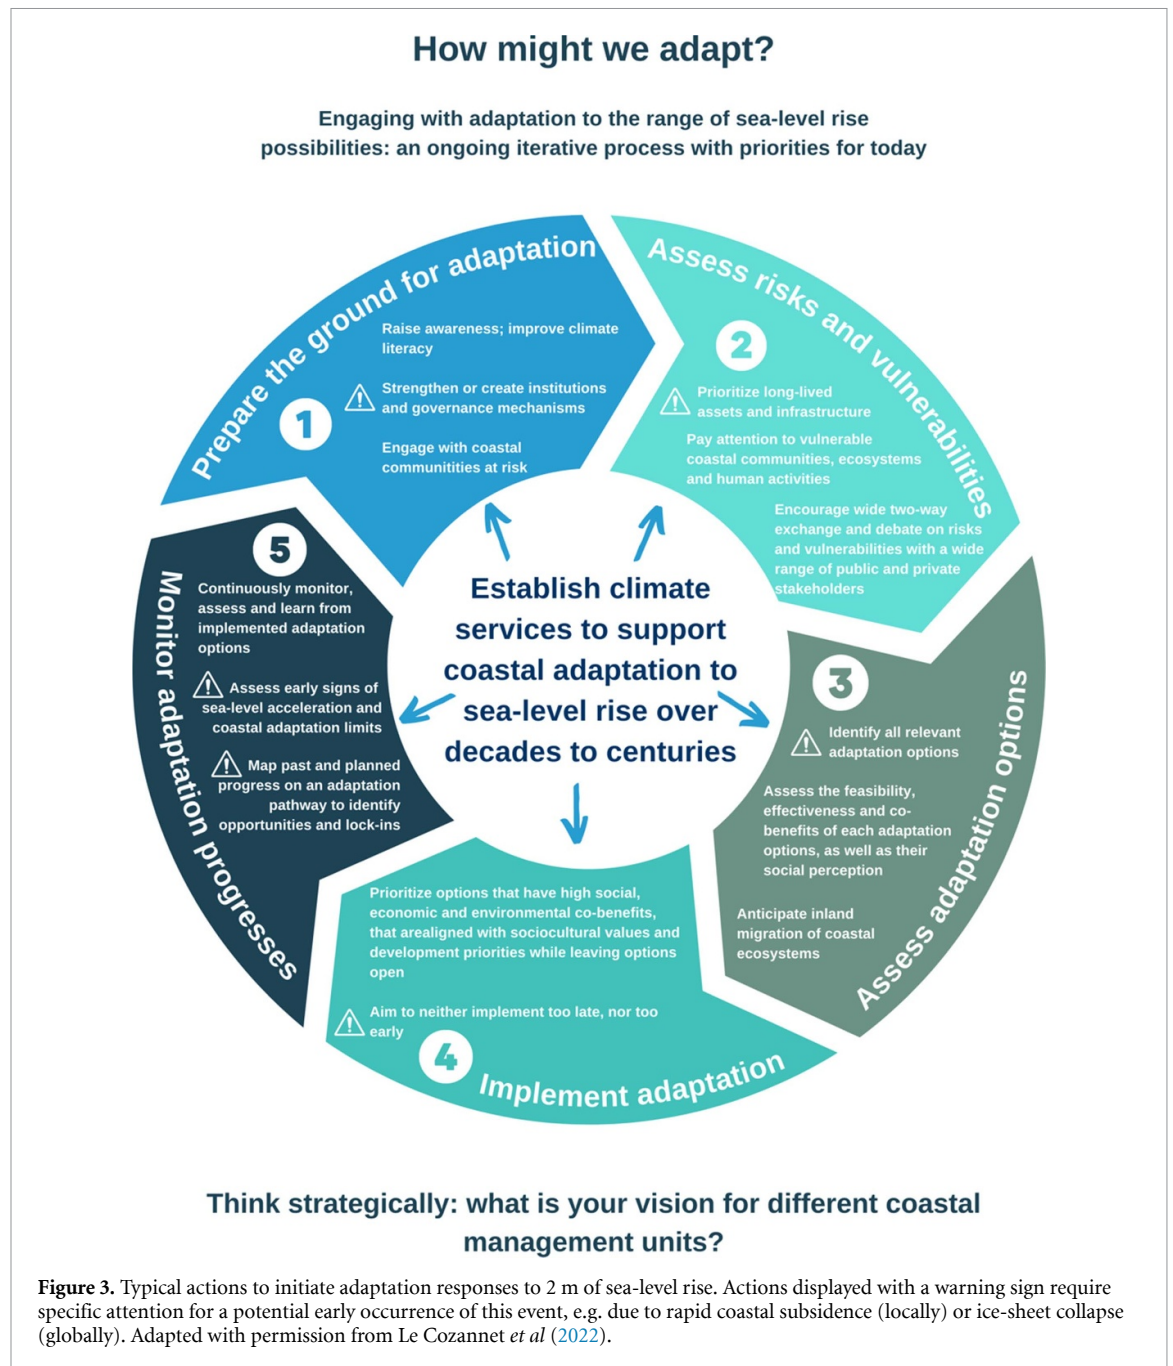 How might we adapt?
Engaging with adaptation to the range of sea-level rise
possibilities: an ongoing iterative process with priorities for today
Prepare the ground for adaptation
1
Raise awareness; improve climate
literacy
Strengthen or create institutions
and governance mechanisms
Engage with coastal
communitities at risk
Assess risks and vulnerabilities
2
Prioritize long-lived
assets and infrastructure
Pay attention to vulnerable
coastal communities, ecosystems
and human activities
Encourage wide two-way
exchange and debate on risks
and vulnerabilities with a wide
range of public and private
stakeholders
Assess adaptation options
3
Identify all relevant
adaptation options
Assess the feasibility,
effectiveness and co-
benefits of each adaptation
options, as well as their
social perception
Anticipate inland
migration of coastal
ecosystems
Implement adaptation
4
Prioritize options that have high social,
economic and environmental co-benefits,
that arealigned with sociocultural values and
development priorities while leaving options
open
Aim to neither implement too late, nor too
early
Monitor adaptation progresses
5
Continuously monitor,
assess and learn from
implemented adaptation
options
Assess early signs of
sea-level acceleration and
coastal adaptation limits
Map past and planned
progress on an adaptation
pathway to identify
opportunities and lock-ins
Establish climate
services to support
coastal adaptation to
sea-level rise over
decades to centuries
Think strategically: what is your vision for different coastal
management units?
Figure 3. Typical actions to initiate adaptation responses to 2 m of sea-level rise. Actions displayed with a warning sign require
specific attention for a potential early occurrence of this event, e.g. due to rapid coastal subsidence (locally) or ice-sheet collapse
(globally). Adapted with permission from Le Cozannet et al (2022).